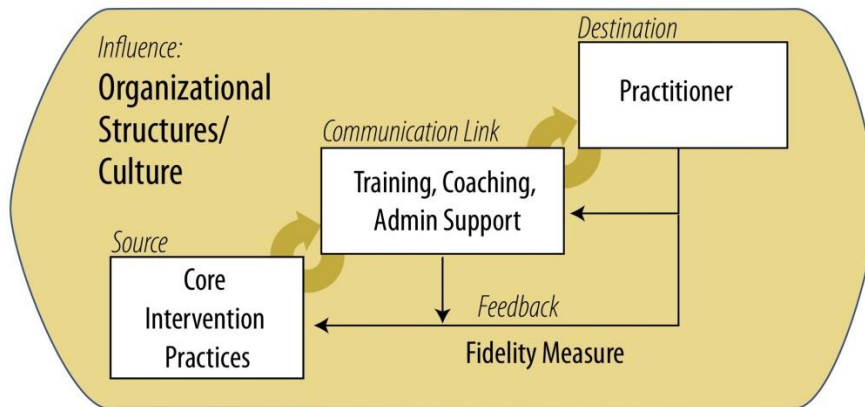 Influence:
Organizational
Structures/
Culture
Destination
Practitioner
Communication Link
Training, Coaching,
Admin Support
Source
Core
Intervention
Practices
Feedback
Fidelity Measure